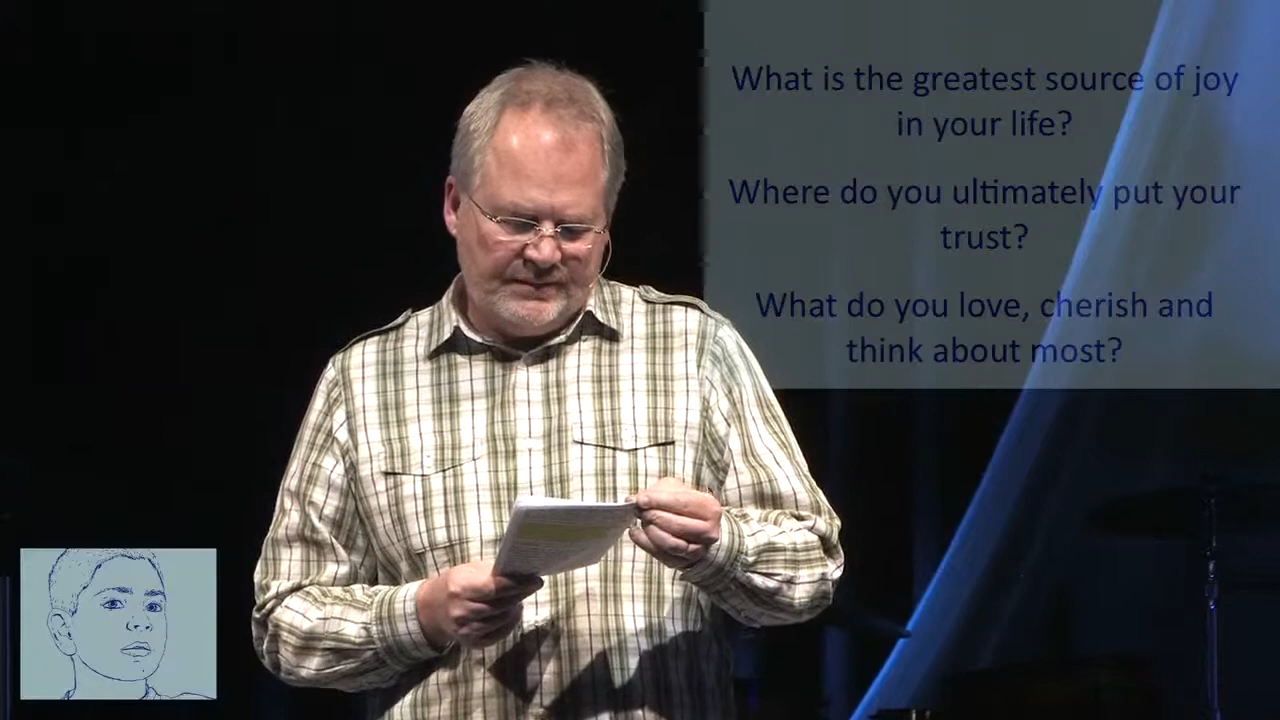 What is the greatest source of joy
in your life?
Where do you ultimately put your
trust?
What do you love, cherish and
think about most?